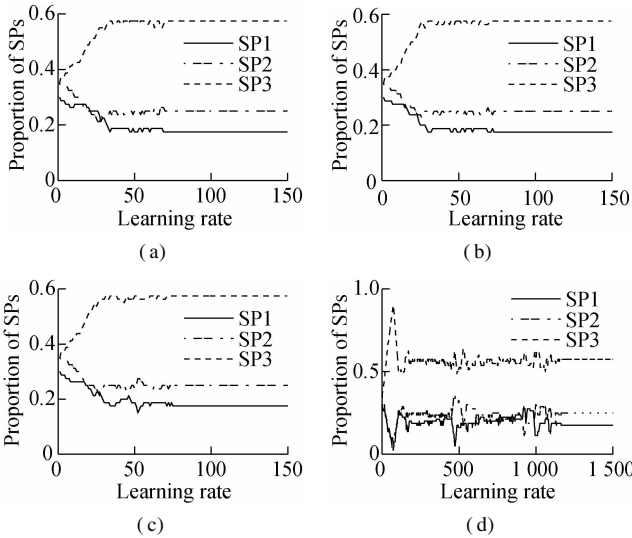 0.6
0.4
0.2
0
Proportion of SPs
SP1
SP2
SP3
0 50 100 150
Learning rate
(a)
0.6
0.4
0.2
0
Proportion of SPs
SP1
SP2
SP3
0 50 100 150
Learning rate
(b)
0.6
0.4
0.2
0
Proportion of SPs
SP1
SP2
SP3
0 50 100 150
Learning rate
(c)
1.0
0.5
0
Proportion of SPs
SP1
SP2
SP3
0 500 1 000 1 500
Learning rate
(d)